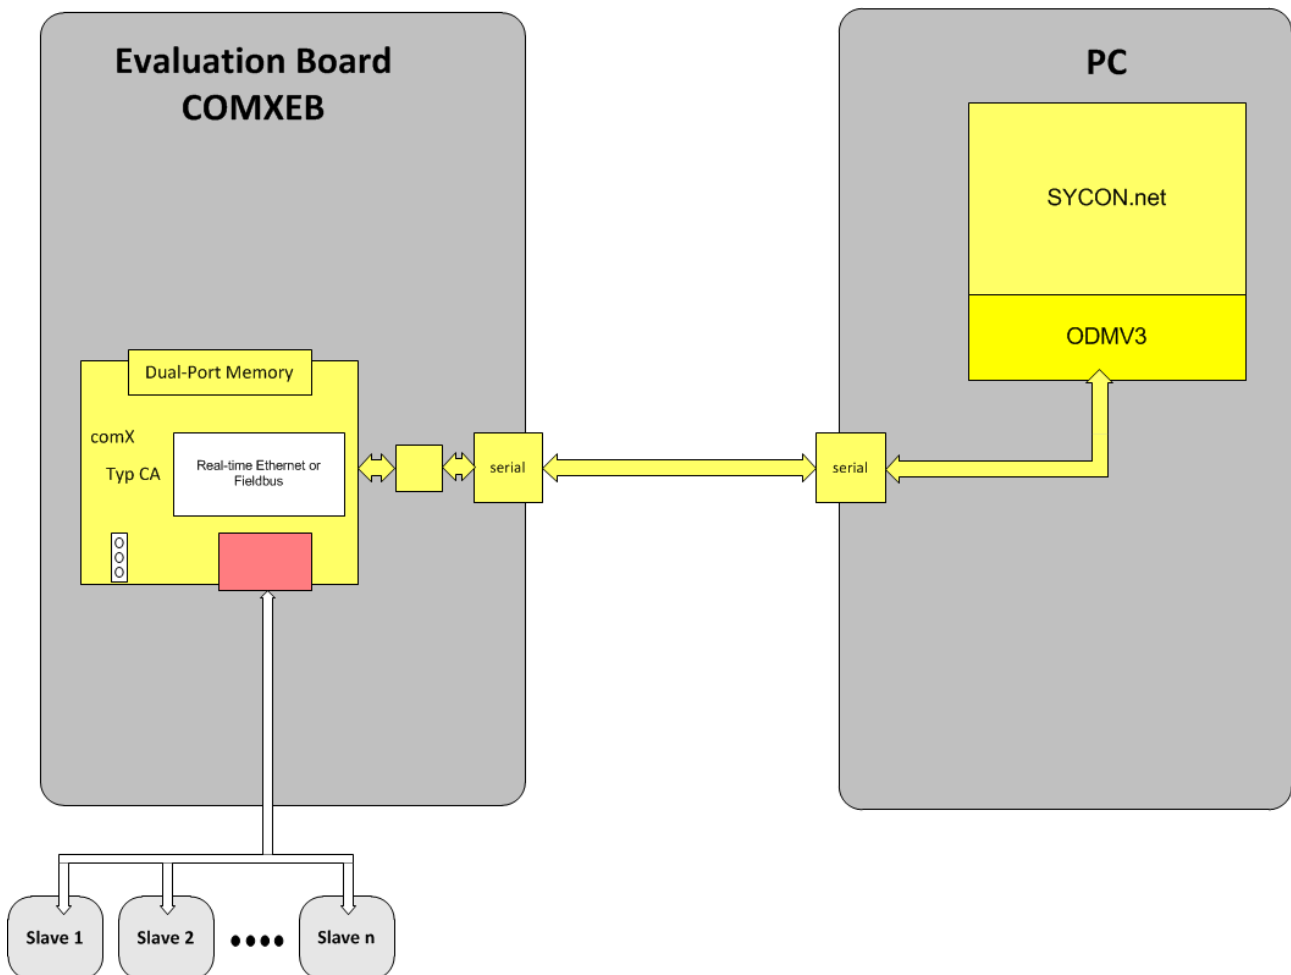 Evaluation Board
COMXEB
PC
SYCON.net
ODMV3
Dual-Port Memory
comX
Typ CA
Real-time Ethernet or
Fieldbus
serial
serial
Slave 1
Slave 2
Slave n